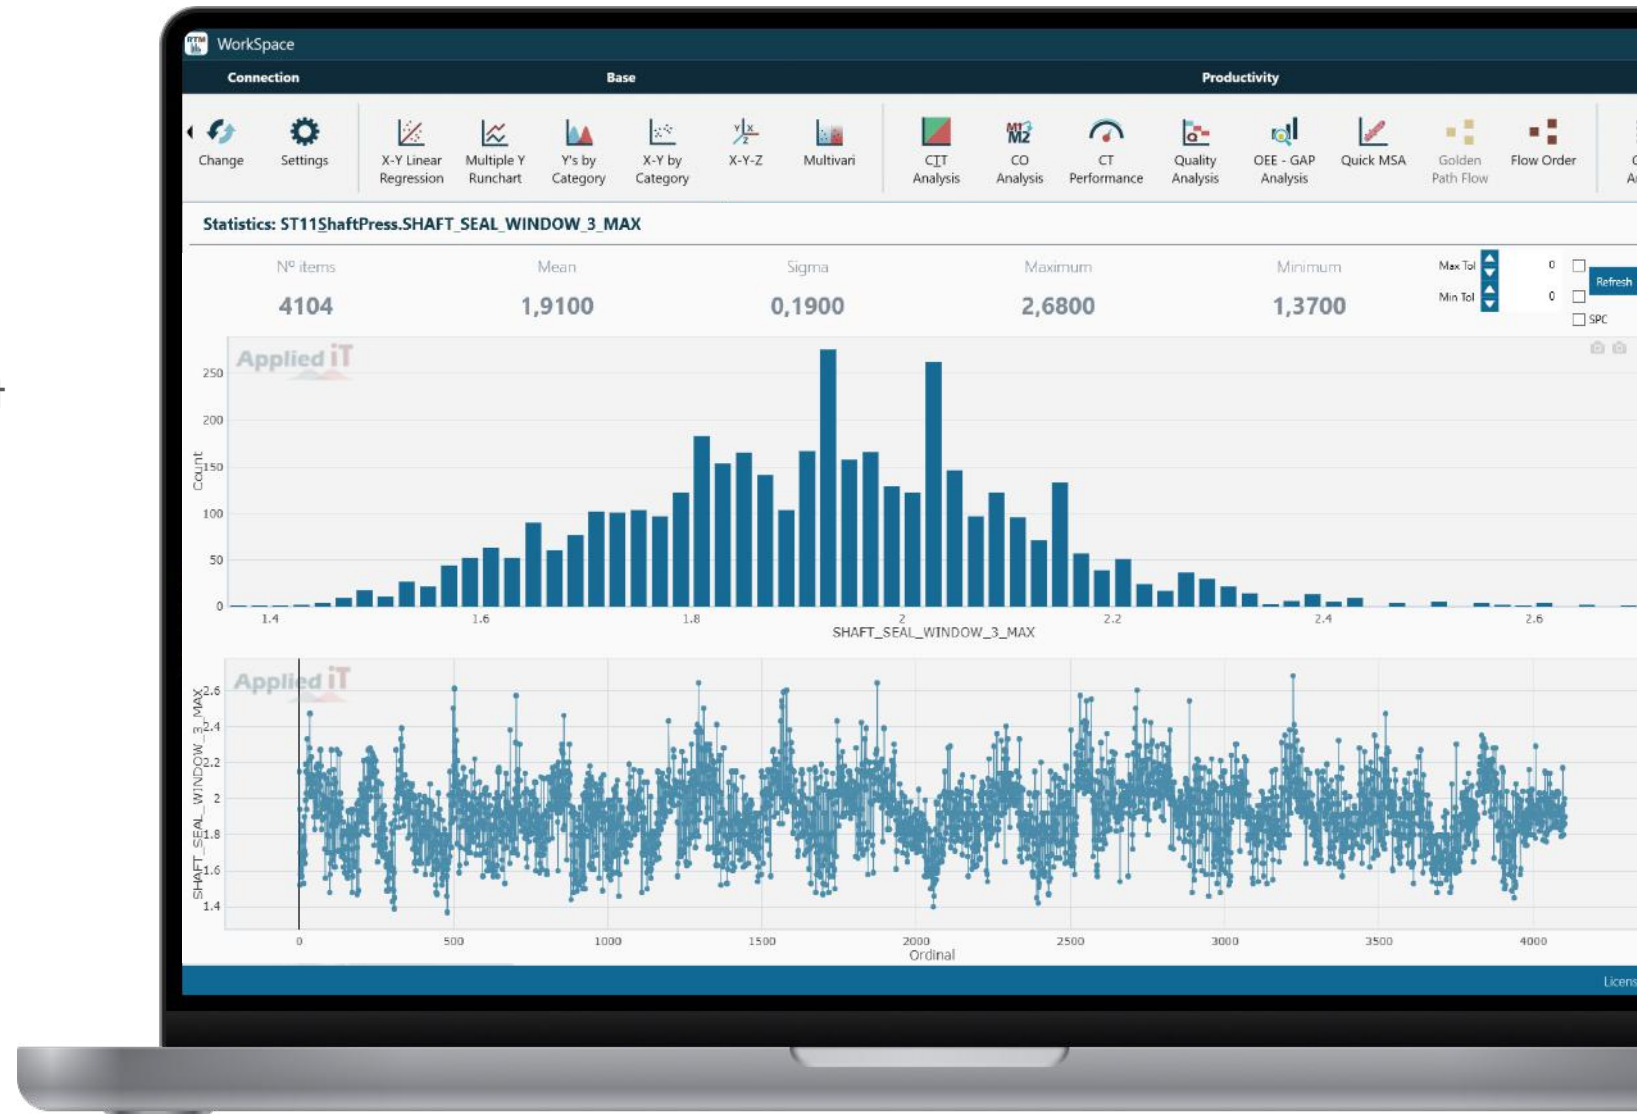 RTM
WorkSpace
Connection Base Productivity
Change Settings X-Y Linear Regression Multiple Y Runchart Y's by Category X-Y by Category X-Y-Z Multivari CIT Analysis CO Analysis CT Performance Quality Analysis OEE - GAP Analysis Quick MSA Golden Path Flow Flow Order
Statistics: ST11ShaftPress.SHAFT_SEAL_WINDOW_3_MAX
Nº items Mean Sigma Maximum Minimum
4104 1,9100 0,1900 2,6800 1,3700
Max Tol 0
Min Tol 0
Refresh
SPC
Applied iT
250
200
150
100
50
0
Count
1.4 1.6 1.8 2 2.2 2.4 2.6
SHAFT_SEAL_WINDOW_3_MAX
Applied iT
2.6
2.4
2.2
2
1.8
1.6
1.4
SHAFT_SEAL_WINDOW_3_MAX
0 500 1000 1500 2000 2500 3000 3500 4000
Ordinal